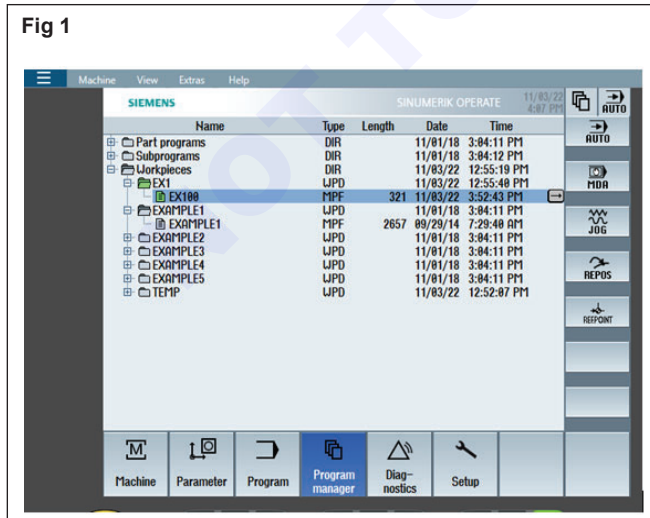 Fig 1
Machine View Extras Help
SIEMENS SINUMERIK OPERATE 11/03/22 4:07 PM AUTO
Name Type Length Date Time
Part programs DIR 11/01/18 3:04:11 PM
Subprograms DIR 11/01/18 3:04:12 PM
Workpieces DIR 11/03/22 12:55:19 PM
EX1 WPD 11/03/22 12:55:40 PM
EX100 MPF 321 11/03/22 3:52:43 PM
EXAMPLE1 WPD 11/01/18 3:04:11 PM
EXAMPLE1 MPF 2657 09/29/14 7:29:40 AM
EXAMPLE2 WPD 11/01/18 3:04:11 PM
EXAMPLE3 WPD 11/01/18 3:04:11 PM
EXAMPLE4 WPD 11/01/18 3:04:11 PM
EXAMPLE5 WPD 11/01/18 3:04:11 PM
TEMP WPD 11/03/22 12:52:07 PM
AUTO
MDA
JOG
REPOS
REFPOINT
M
Machine Parameter Program Program manager Diag-nostics Setup
NOT TO